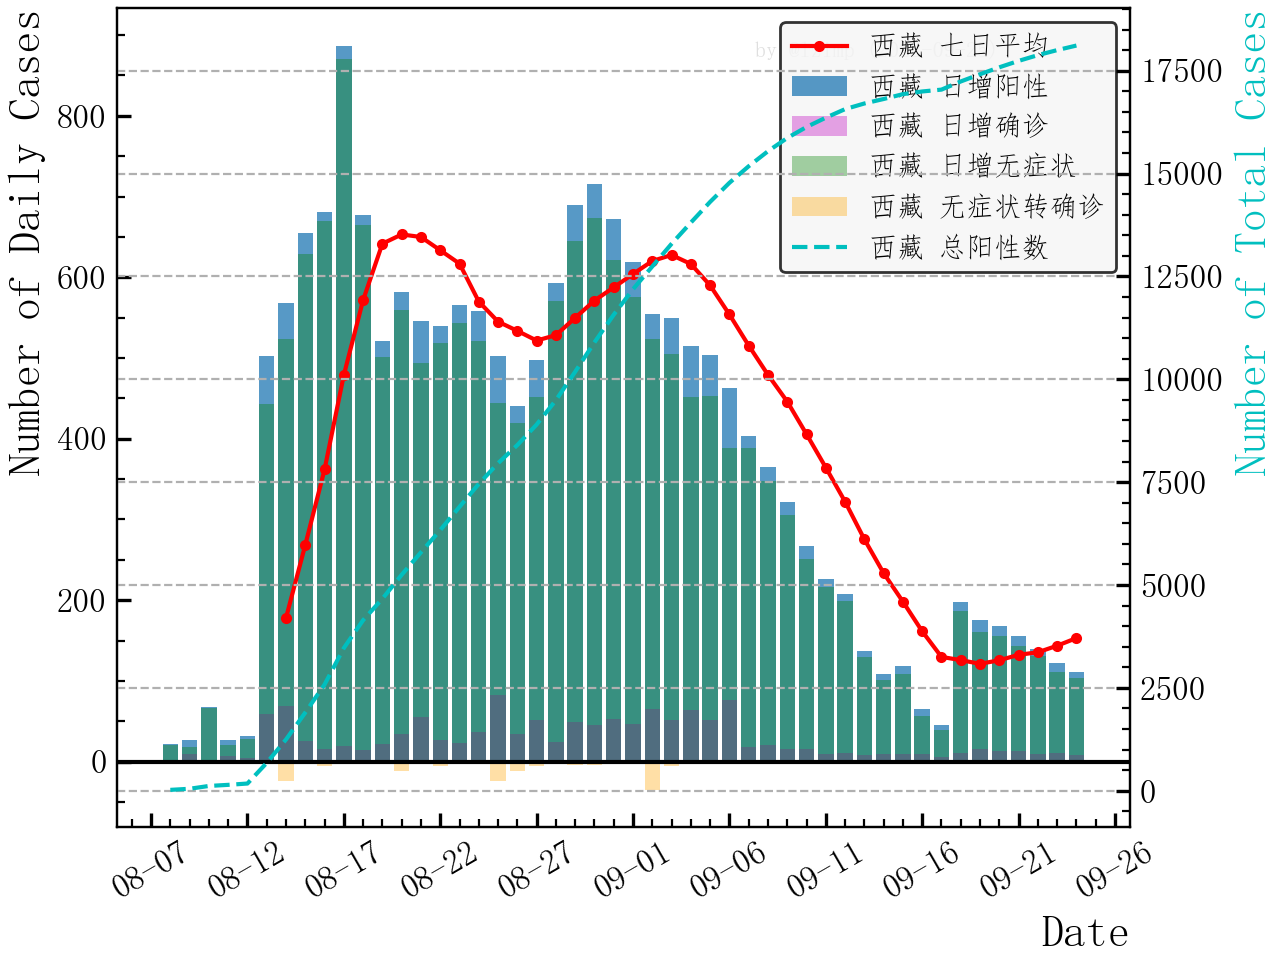 Number of Daily Cases
800
600
400
200
0
西藏 七日平均
西藏 日增阳性
西藏 日增确诊
西藏 日增无症状
西藏 无症状转确诊
西藏 总阳性数
17500
15000
12500
10000
7500
5000
2500
0
Number of Total Cases
08-07 08-12 08-17 08-22 08-27 09-01 09-06 09-11 09-16 09-21 09-26
Date
by